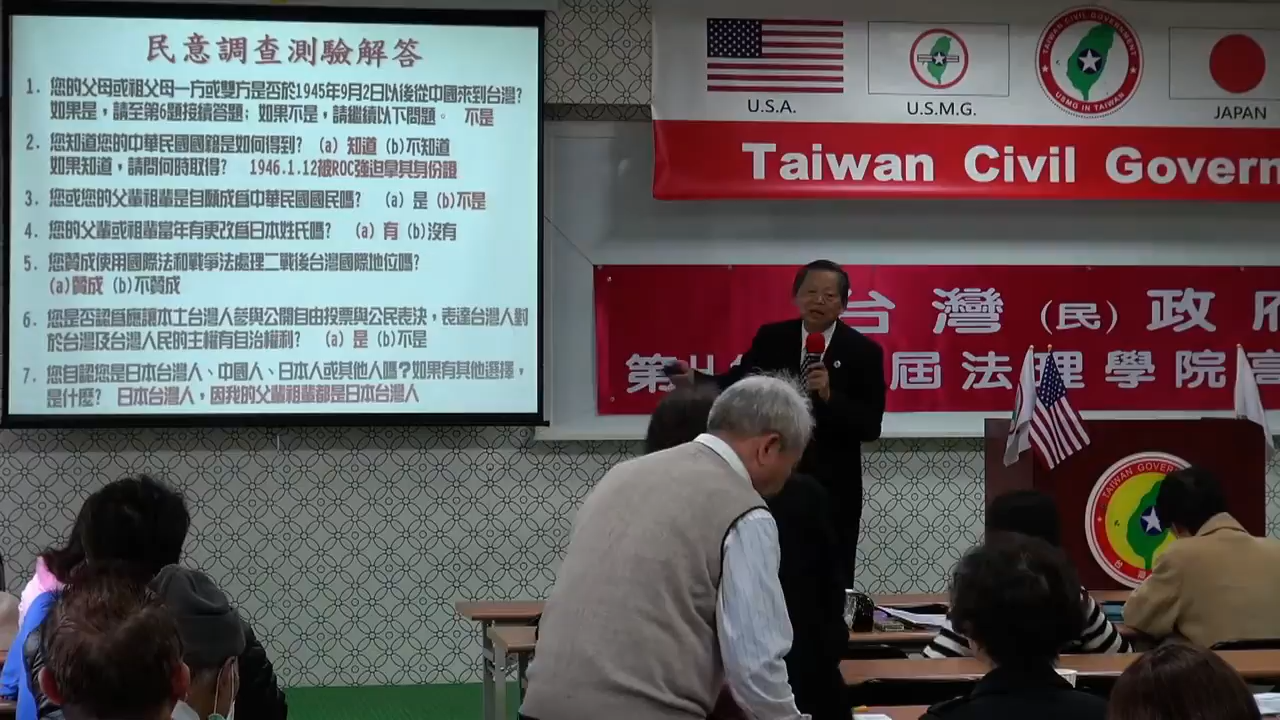 民意調查測驗解答
1. 您的父母或祖父母一方或雙方是否於1945年9月2日以後從中國來到台灣?
如果是，請至第6題接續答題; 如果不是，請繼續以下問題。 不是
2. 您知道您的中華民國國籍是如何得到? (a) 知道 (b)不知道
如果知道，請問何時取得? 1946.1.12被ROC強迫拿其身份證
3. 您或您的父輩祖輩是自願成為中華民國國民嗎? (a) 是 (b)不是
4. 您的父輩或祖輩當年有更改為日本姓氏嗎? (a) 有 (b)沒有
5. 您贊成使用國際法和戰爭法處理二戰後台灣國際地位嗎?
(a)贊成 (b)不贊成
6. 您是否認為應讓本土台灣人參與公開自由投票與公民表決，表達台灣人對
於台灣及台灣人民的主權有自治權利? (a) 是 (b)不是
7. 您自認您是日本台灣人、中國人、日本人或其他人嗎?如果有其他選擇，
是什麼? 日本台灣人，因我的父輩祖輩都是日本台灣人
U.S.A.
U.S.M.G.
TAIWAN CIVIL GOVERNMENT
USMG IN TAIWAN
JAPAN
Taiwan Civil Govern
台灣(民)政府
第 屆法理學院高
TAIWAN GOVER
台